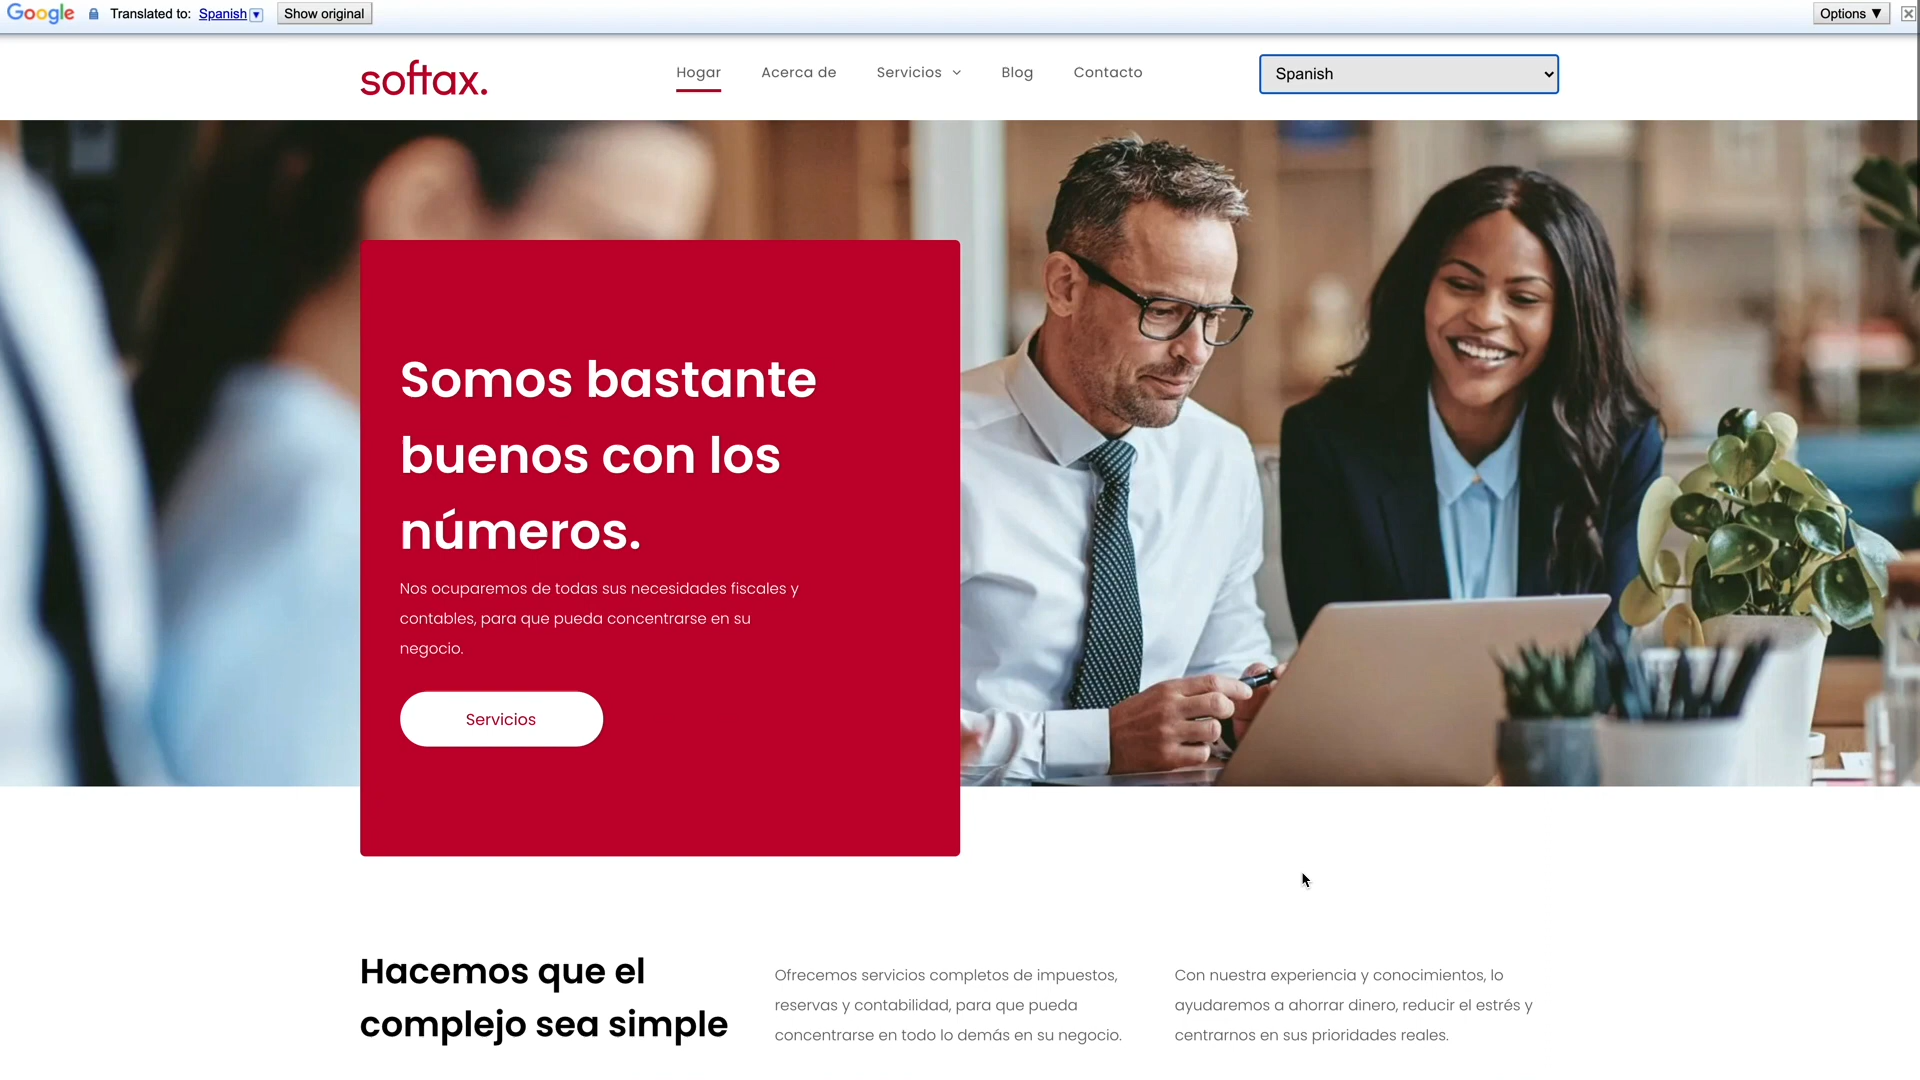 Google Translated to: Spanish ▼ Show original Options ▼
softax. Hogar Acerca de Servicios Blog Contacto Spanish
Somos bastante
buenos con los
números.
Nos ocuparemos de todas sus necesidades fiscales y
contables, para que pueda concentrarse en su
negocio.
Servicios
Hacemos que el
complejo sea simple
Ofrecemos servicios completos de impuestos,
reservas y contabilidad, para que pueda
concentrarse en todo lo demás en su negocio.
Con nuestra experiencia y conocimientos, lo
ayudaremos a ahorrar dinero, reducir el estrés y
centrarnos en sus prioridades reales.